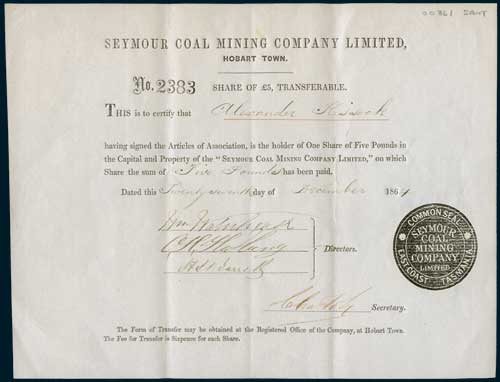 00361
SEYMOUR COAL MINING COMPANY LIMITED,
HOBART TOWN.
No. 2383 SHARE OF £5, TRANSFERABLE.
THIS is to certify that Alexander
having signed the Articles of Association, is the holder of One Share of Five Pounds in
the Capital and Property of the "SEYMOUR COAL MINING COMPANY LIMITED," on which
Share the sum of Five Pounds has been paid.
Dated this day of December 1864
Directors.
COMMON SEAL
SEYMOUR
COAL
MINING
COMPANY
LIMITED
EAST COAST TASMANIA
Secretary.
The Form of Transfer may be obtained at the Registered Office of the Company, at Hobart Town.
The Fee for Transfer is Sixpence for each Share.